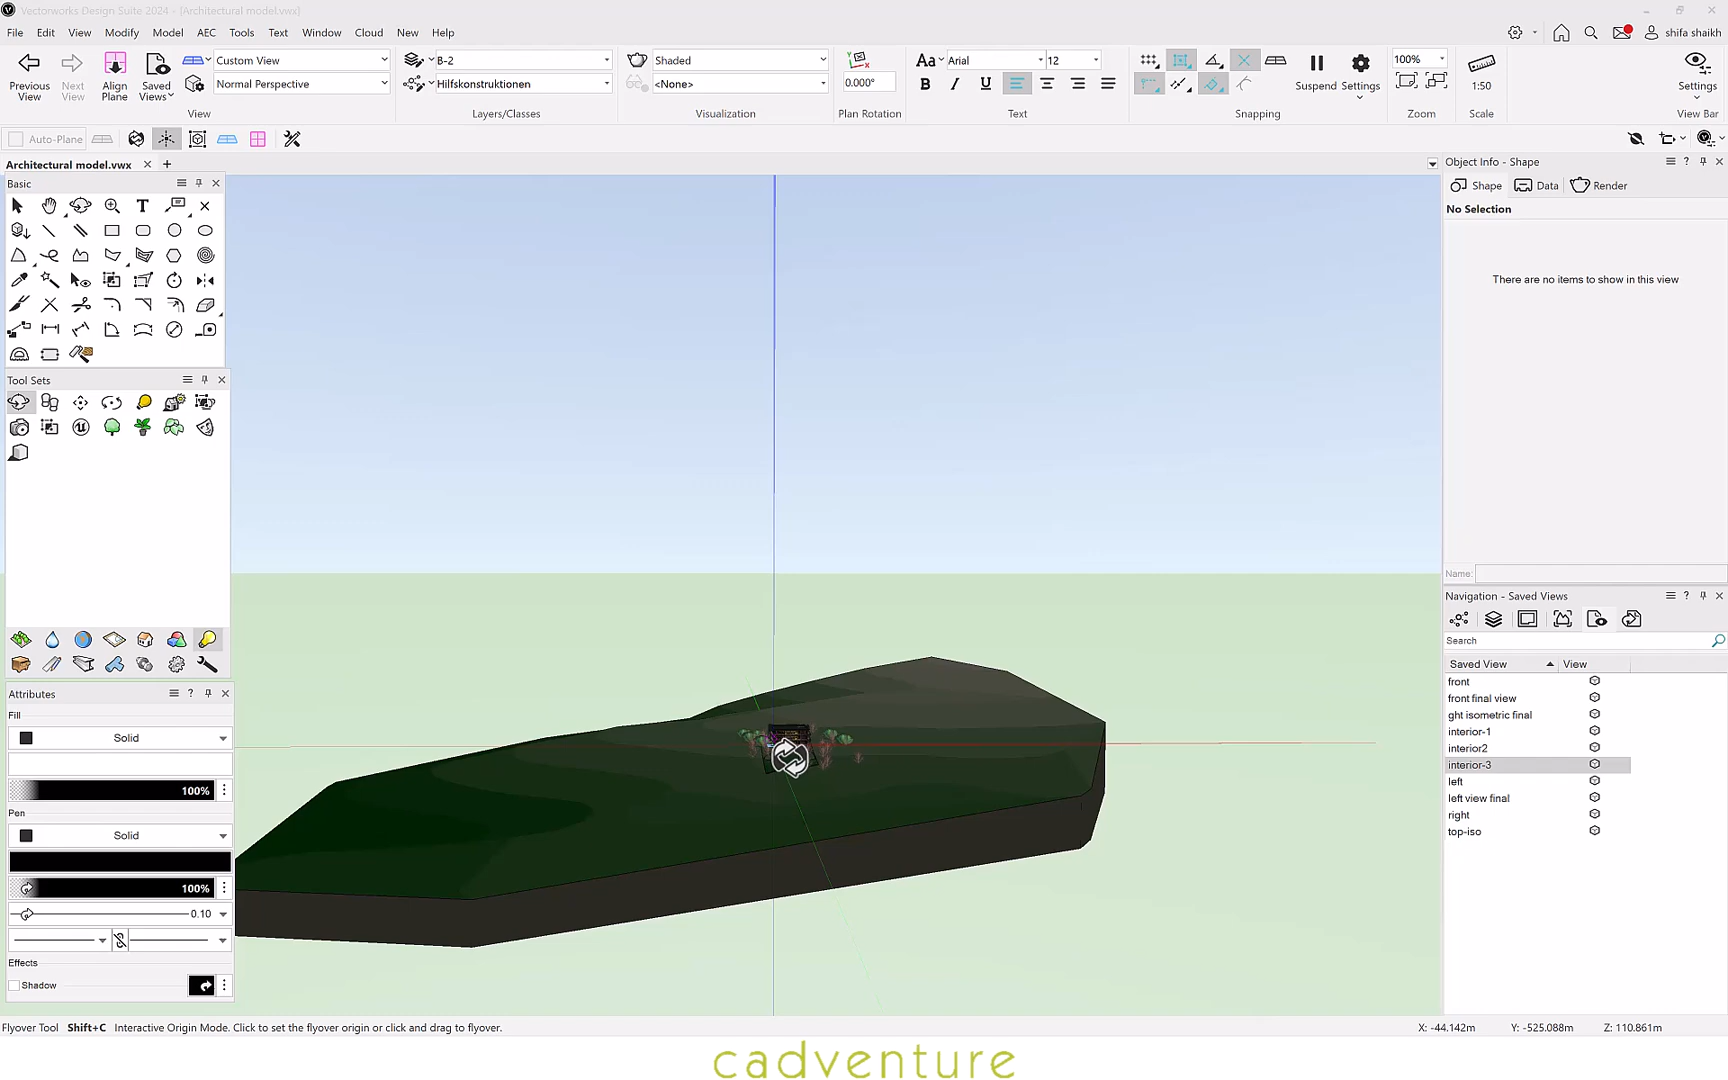 Vectorworks Design Suite 2024 - [Architectural model.vwx]
File Edit View Modify Model AEC Tools Text Window Cloud New Help
shifa shaikh
Custom View B-2 Shaded Aa Arial 12 100%
Normal Perspective Hilfskonstruktionen <None> 0.000° B I U
Previous View Next View Align Plane Saved Views Suspend Settings 1:50 Settings
View Layers/Classes Visualization Plan Rotation Text Snapping Zoom Scale View Bar
Auto-Plane
Architectural model.vwx
Basic
Tool Sets
Attributes
Fill
Solid
100%
Pen
Solid
100%
0.10
Effects
Shadow
Object Info - Shape
Shape Data Render
No Selection
There are no items to show in this view
Name:
Navigation - Saved Views
Search
Saved View View
front
front final view
ght isometric final
interior-1
interior2
interior-3
left
left view final
right
top-iso
Flyover Tool Shift+C Interactive Origin Mode. Click to set the flyover origin or click and drag to flyover. X: -44.142m Y: -525.088m Z: 110.861m
cadventure